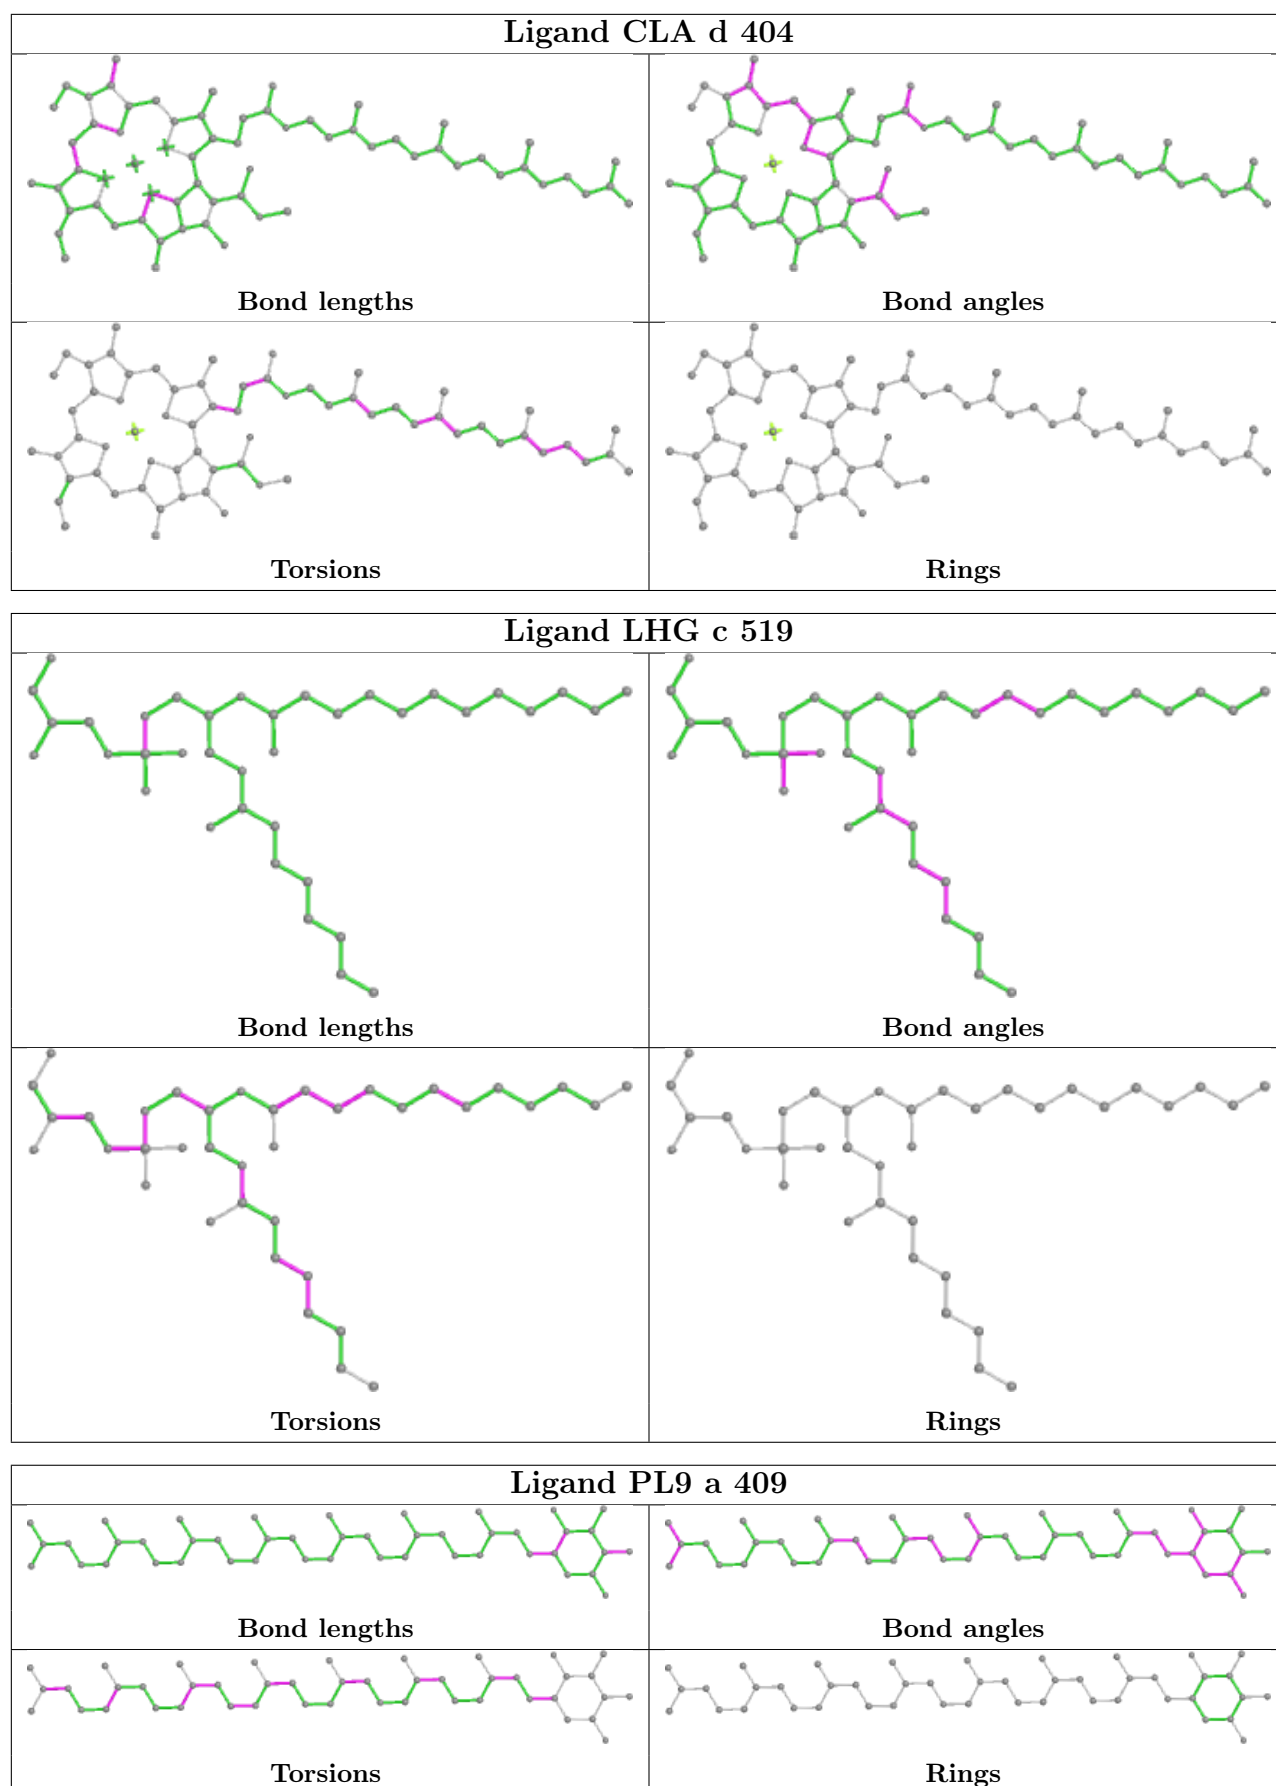 Ligand CLA d 404
Bond lengths
Bond angles
Torsions
Rings
Ligand LHG c 519
Bond lengths
Bond angles
Torsions
Rings
Ligand PL9 a 409
Bond lengths
Bond angles
Torsions
Rings